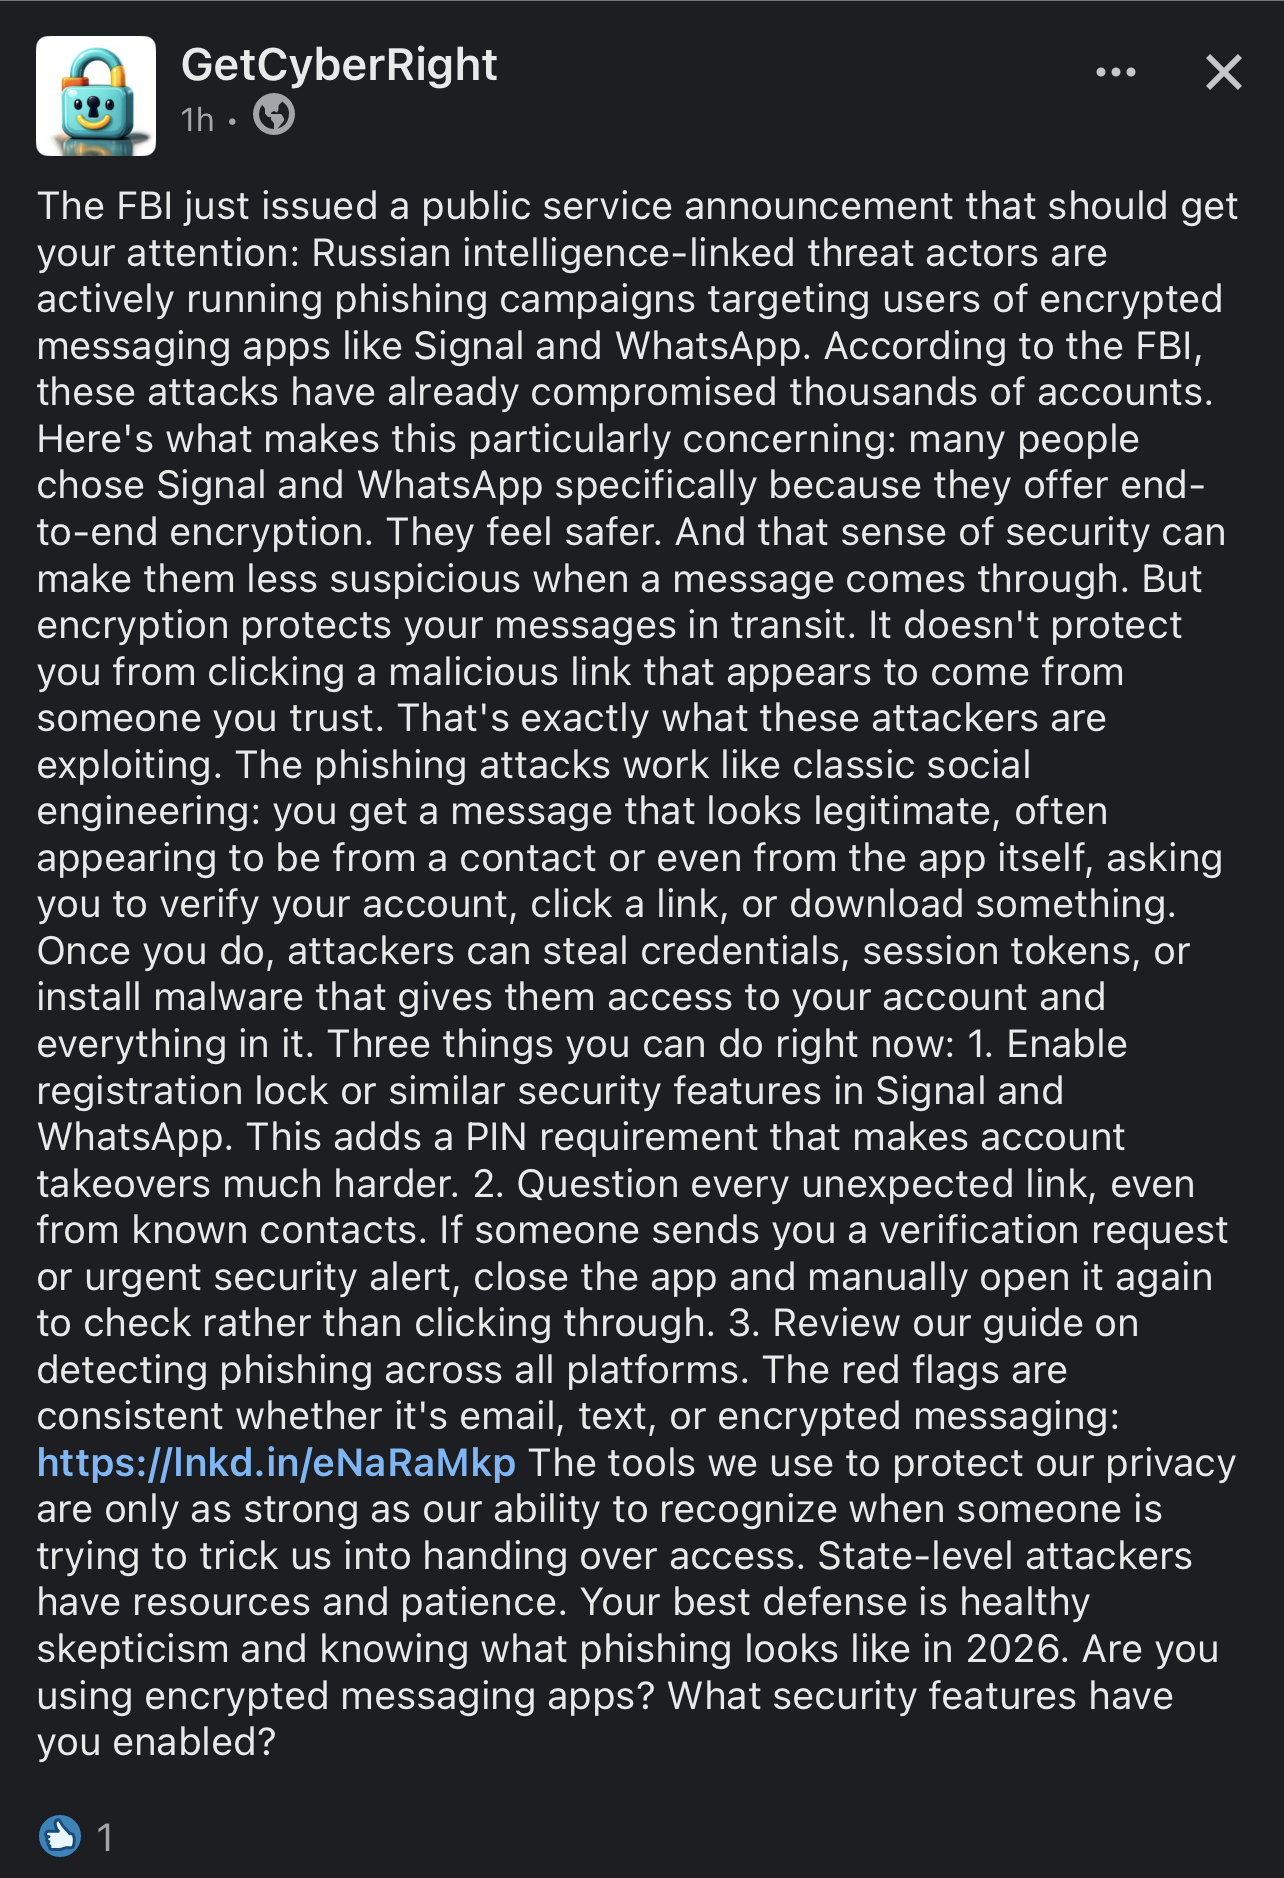 GetCyberRight
1h •
The FBI just issued a public service announcement that should get
your attention: Russian intelligence-linked threat actors are
actively running phishing campaigns targeting users of encrypted
messaging apps like Signal and WhatsApp. According to the FBI,
these attacks have already compromised thousands of accounts.
Here's what makes this particularly concerning: many people
chose Signal and WhatsApp specifically because they offer end-
to-end encryption. They feel safer. And that sense of security can
make them less suspicious when a message comes through. But
encryption protects your messages in transit. It doesn't protect
you from clicking a malicious link that appears to come from
someone you trust. That's exactly what these attackers are
exploiting. The phishing attacks work like classic social
engineering: you get a message that looks legitimate, often
appearing to be from a contact or even from the app itself, asking
you to verify your account, click a link, or download something.
Once you do, attackers can steal credentials, session tokens, or
install malware that gives them access to your account and
everything in it. Three things you can do right now: 1. Enable
registration lock or similar security features in Signal and
WhatsApp. This adds a PIN requirement that makes account
takeovers much harder. 2. Question every unexpected link, even
from known contacts. If someone sends you a verification request
or urgent security alert, close the app and manually open it again
to check rather than clicking through. 3. Review our guide on
detecting phishing across all platforms. The red flags are
consistent whether it's email, text, or encrypted messaging:
https://lnkd.in/eNaRaMkp The tools we use to protect our privacy
are only as strong as our ability to recognize when someone is
trying to trick us into handing over access. State-level attackers
have resources and patience. Your best defense is healthy
skepticism and knowing what phishing looks like in 2026. Are you
using encrypted messaging apps? What security features have
you enabled?
1